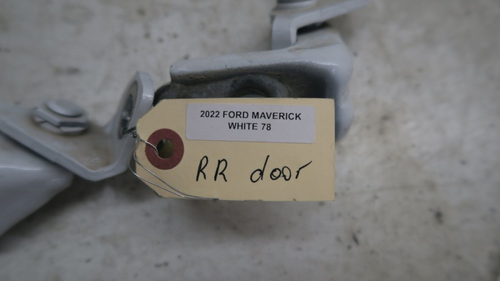 2022 FORD MAVERICK
WHITE 78
RR door